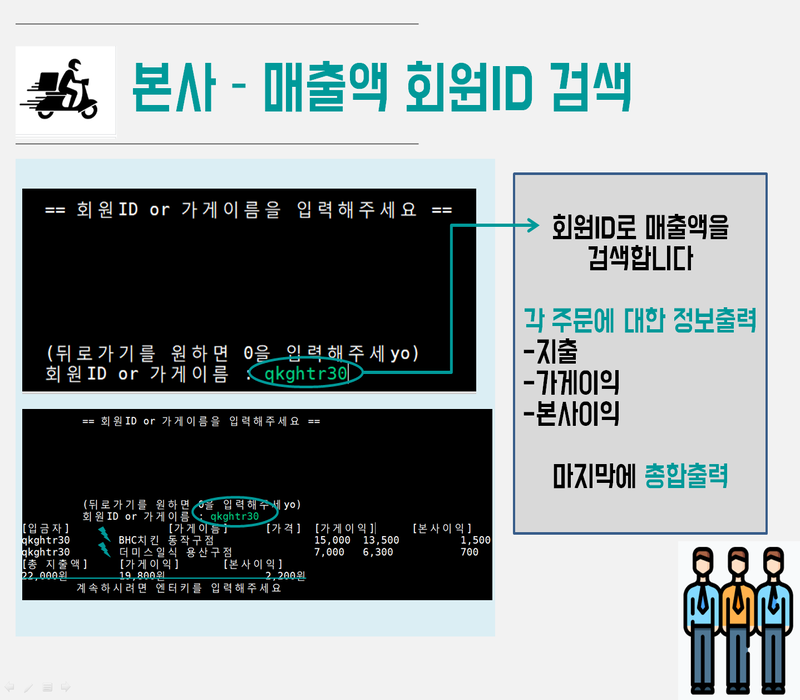 본사 - 매출액 회원ID 검색
== 회원ID or 가게이름을 입력해주세요 ==
(뒤로가기를 원하면 0을 입력해주세yo)
회원ID or 가게이름 : qkghtr30
== 회원ID or 가게이름을 입력해주세요 ==
(뒤로가기를 원하면 0을 입력해주세yo)
회원ID or 가게이름 : qkghtr30
[입금자] [가게이름] [가격] [가게이익] [본사이익]
qkghtr30 BHC치킨 동작구점 15,000 13,500 1,500
qkghtr30 더미스일식 용산구점 7,000 6,300 700
[총 지출액] [가게이익] [본사이익]
22,000원 19,800원 2,200원
계속하시려면 엔터키를 입력해주세요
회원ID로 매출액을
검색합니다
각 주문에 대한 정보출력
-지출
-가게이익
-본사이익
마지막에 총합출력